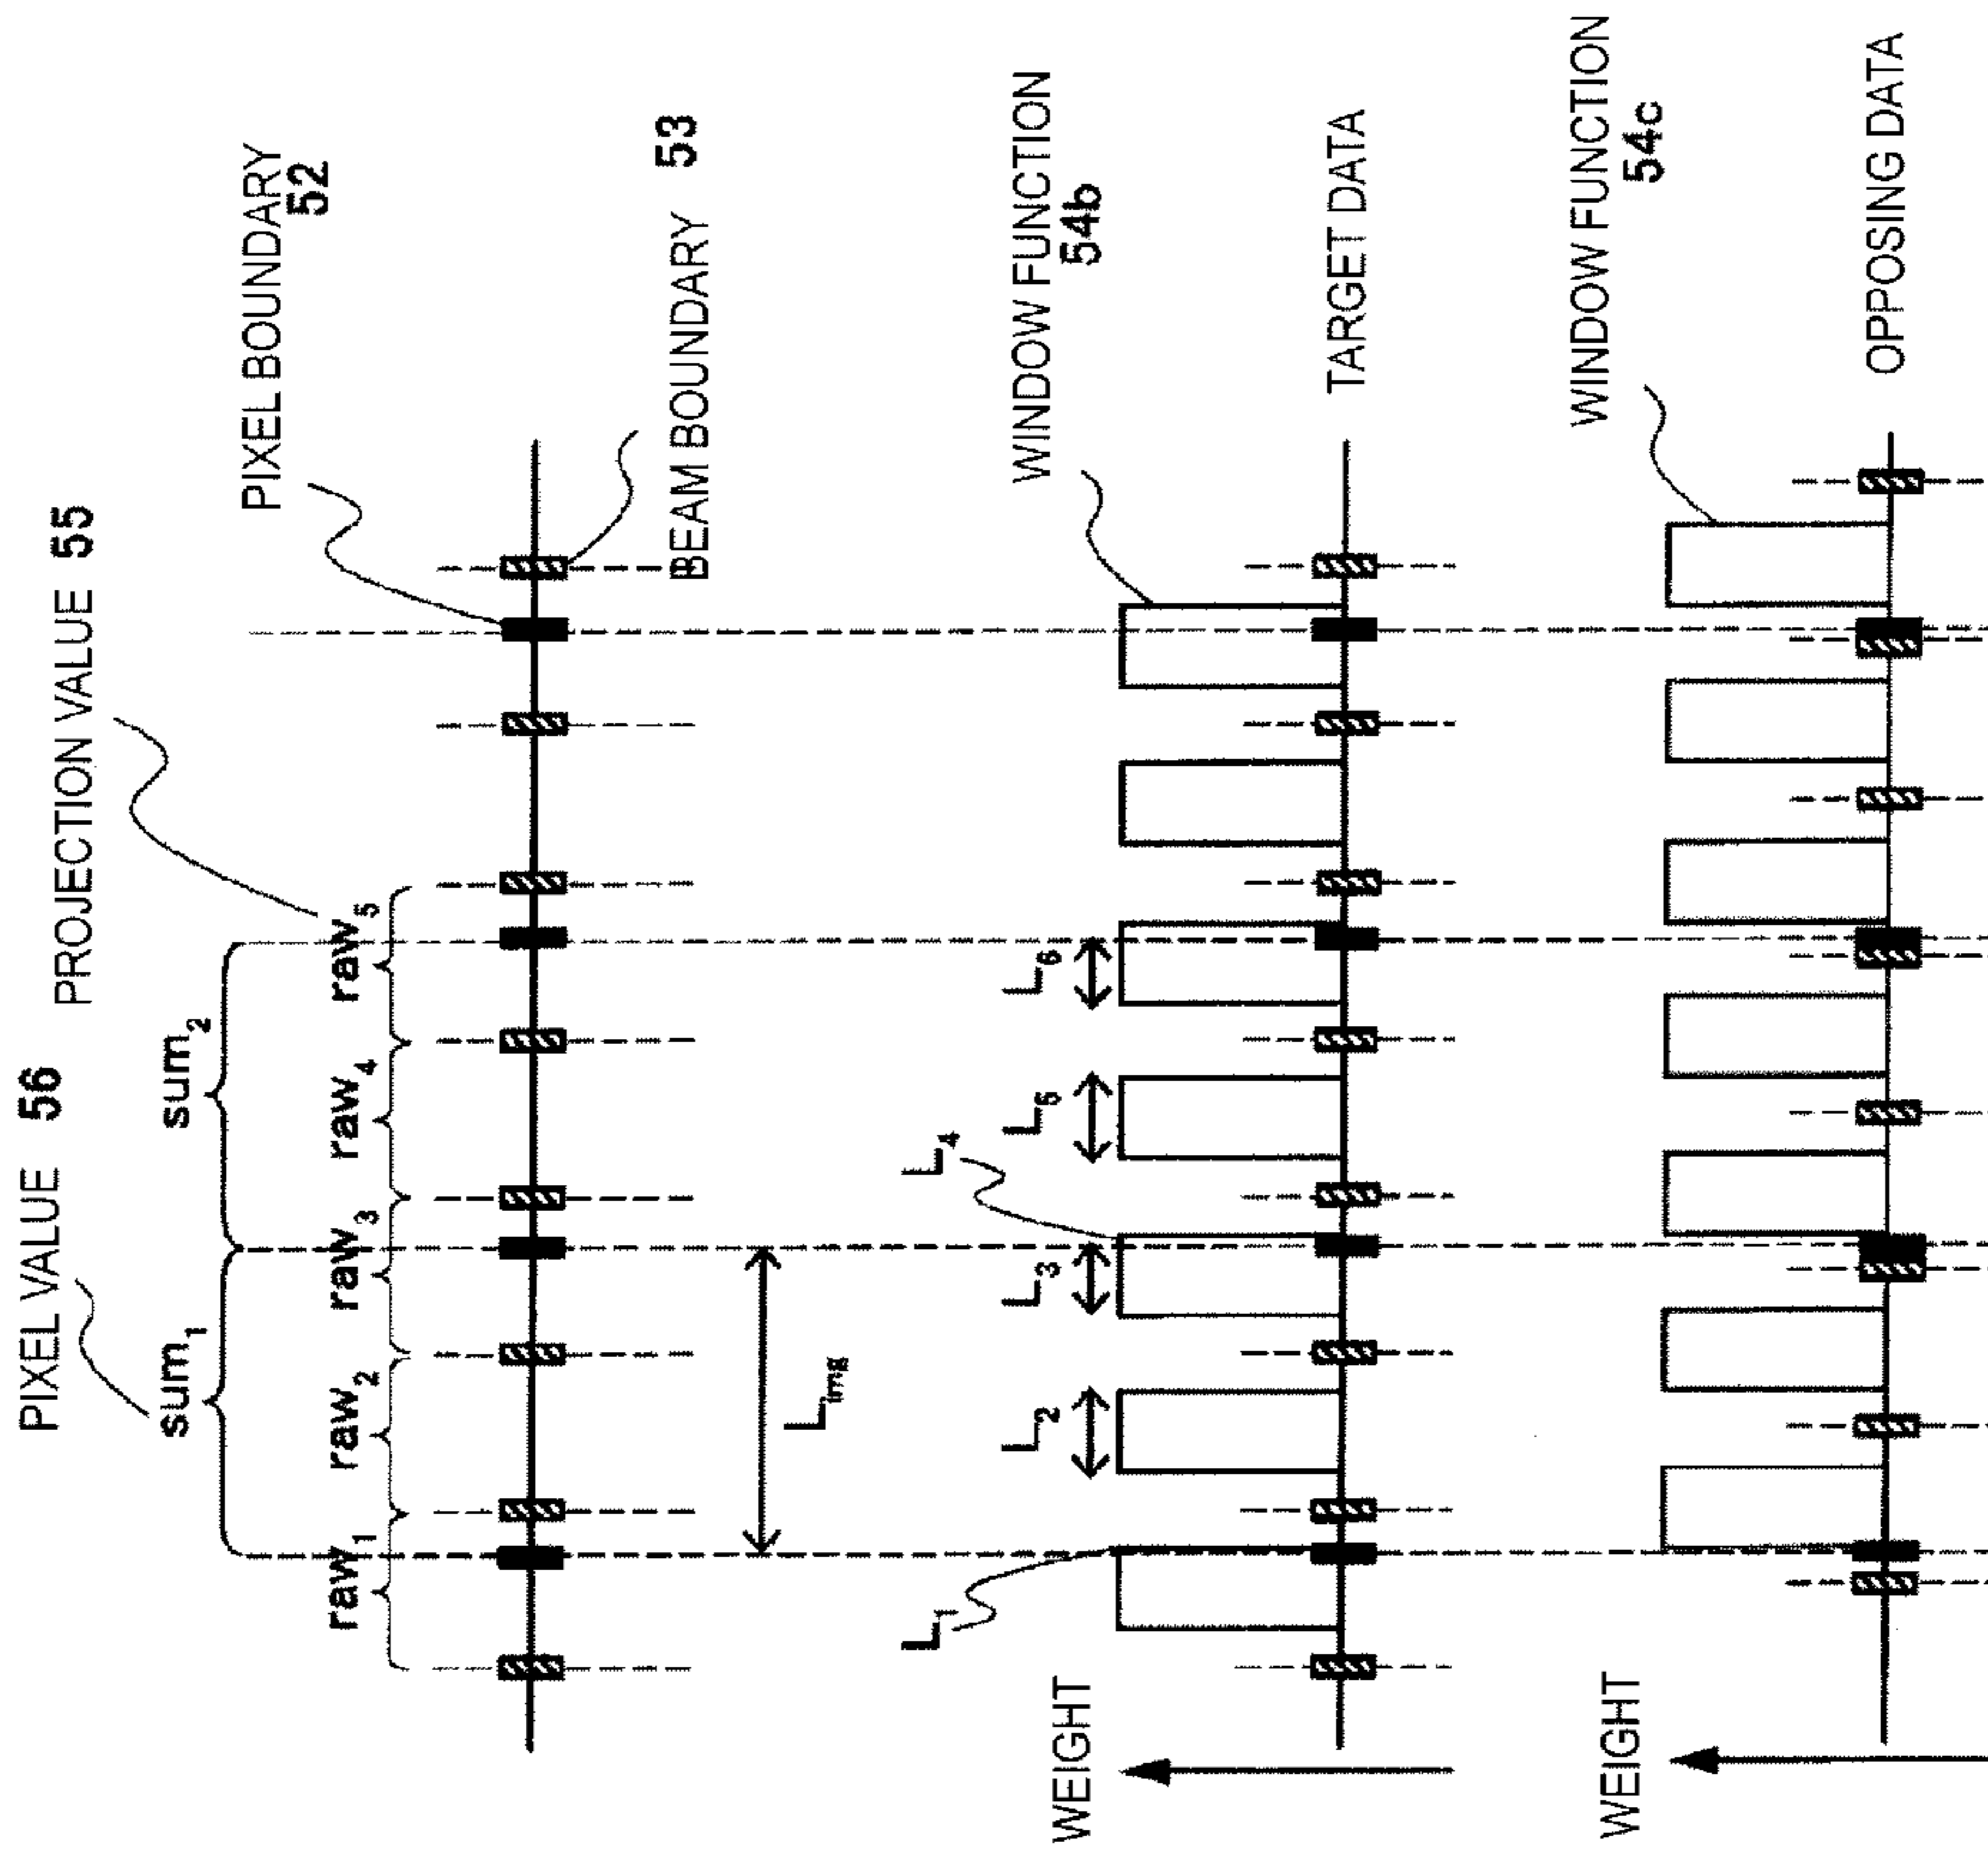 PIXEL VALUE 56
PROJECTION VALUE 55
sum1
sum2
raw1
raw2
raw3
raw4
raw5
PIXEL BOUNDARY
52
BEAM BOUNDARY 53
Limg
L1
L2
L3
L4
L5
L6
WINDOW FUNCTION
54b
WEIGHT
TARGET DATA
WINDOW FUNCTION
54c
WEIGHT
OPPOSING DATA